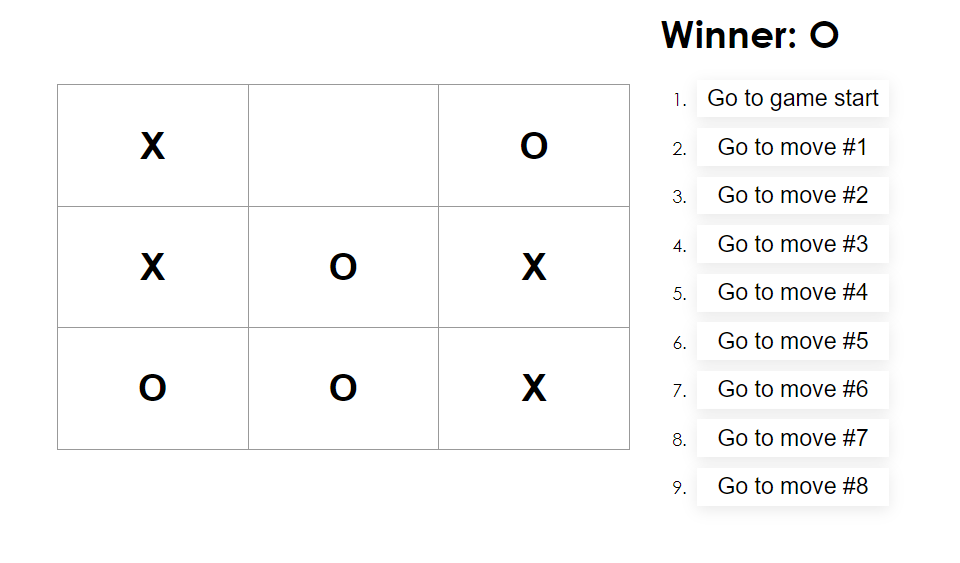 Winner: O
X O
X O X
O O X
1. Go to game start
2. Go to move #1
3. Go to move #2
4. Go to move #3
5. Go to move #4
6. Go to move #5
7. Go to move #6
8. Go to move #7
9. Go to move #8